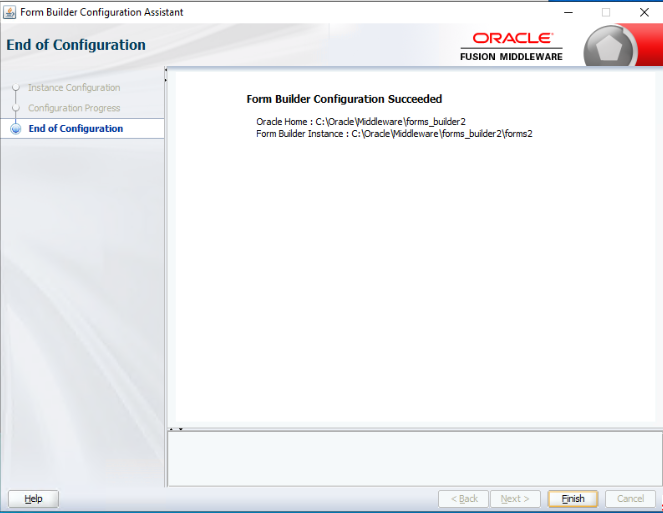 Form Builder Configuration Assistant
End of Configuration
ORACLE
FUSION MIDDLEWARE
Instance Configuration
Configuration Progress
End of Configuration
Form Builder Configuration Succeeded
Oracle Home : C:\Oracle\Middleware\forms_builder2
Form Builder Instance : C:\Oracle\Middleware\forms_builder2\forms2
Help
< Back
Next >
Finish
Cancel